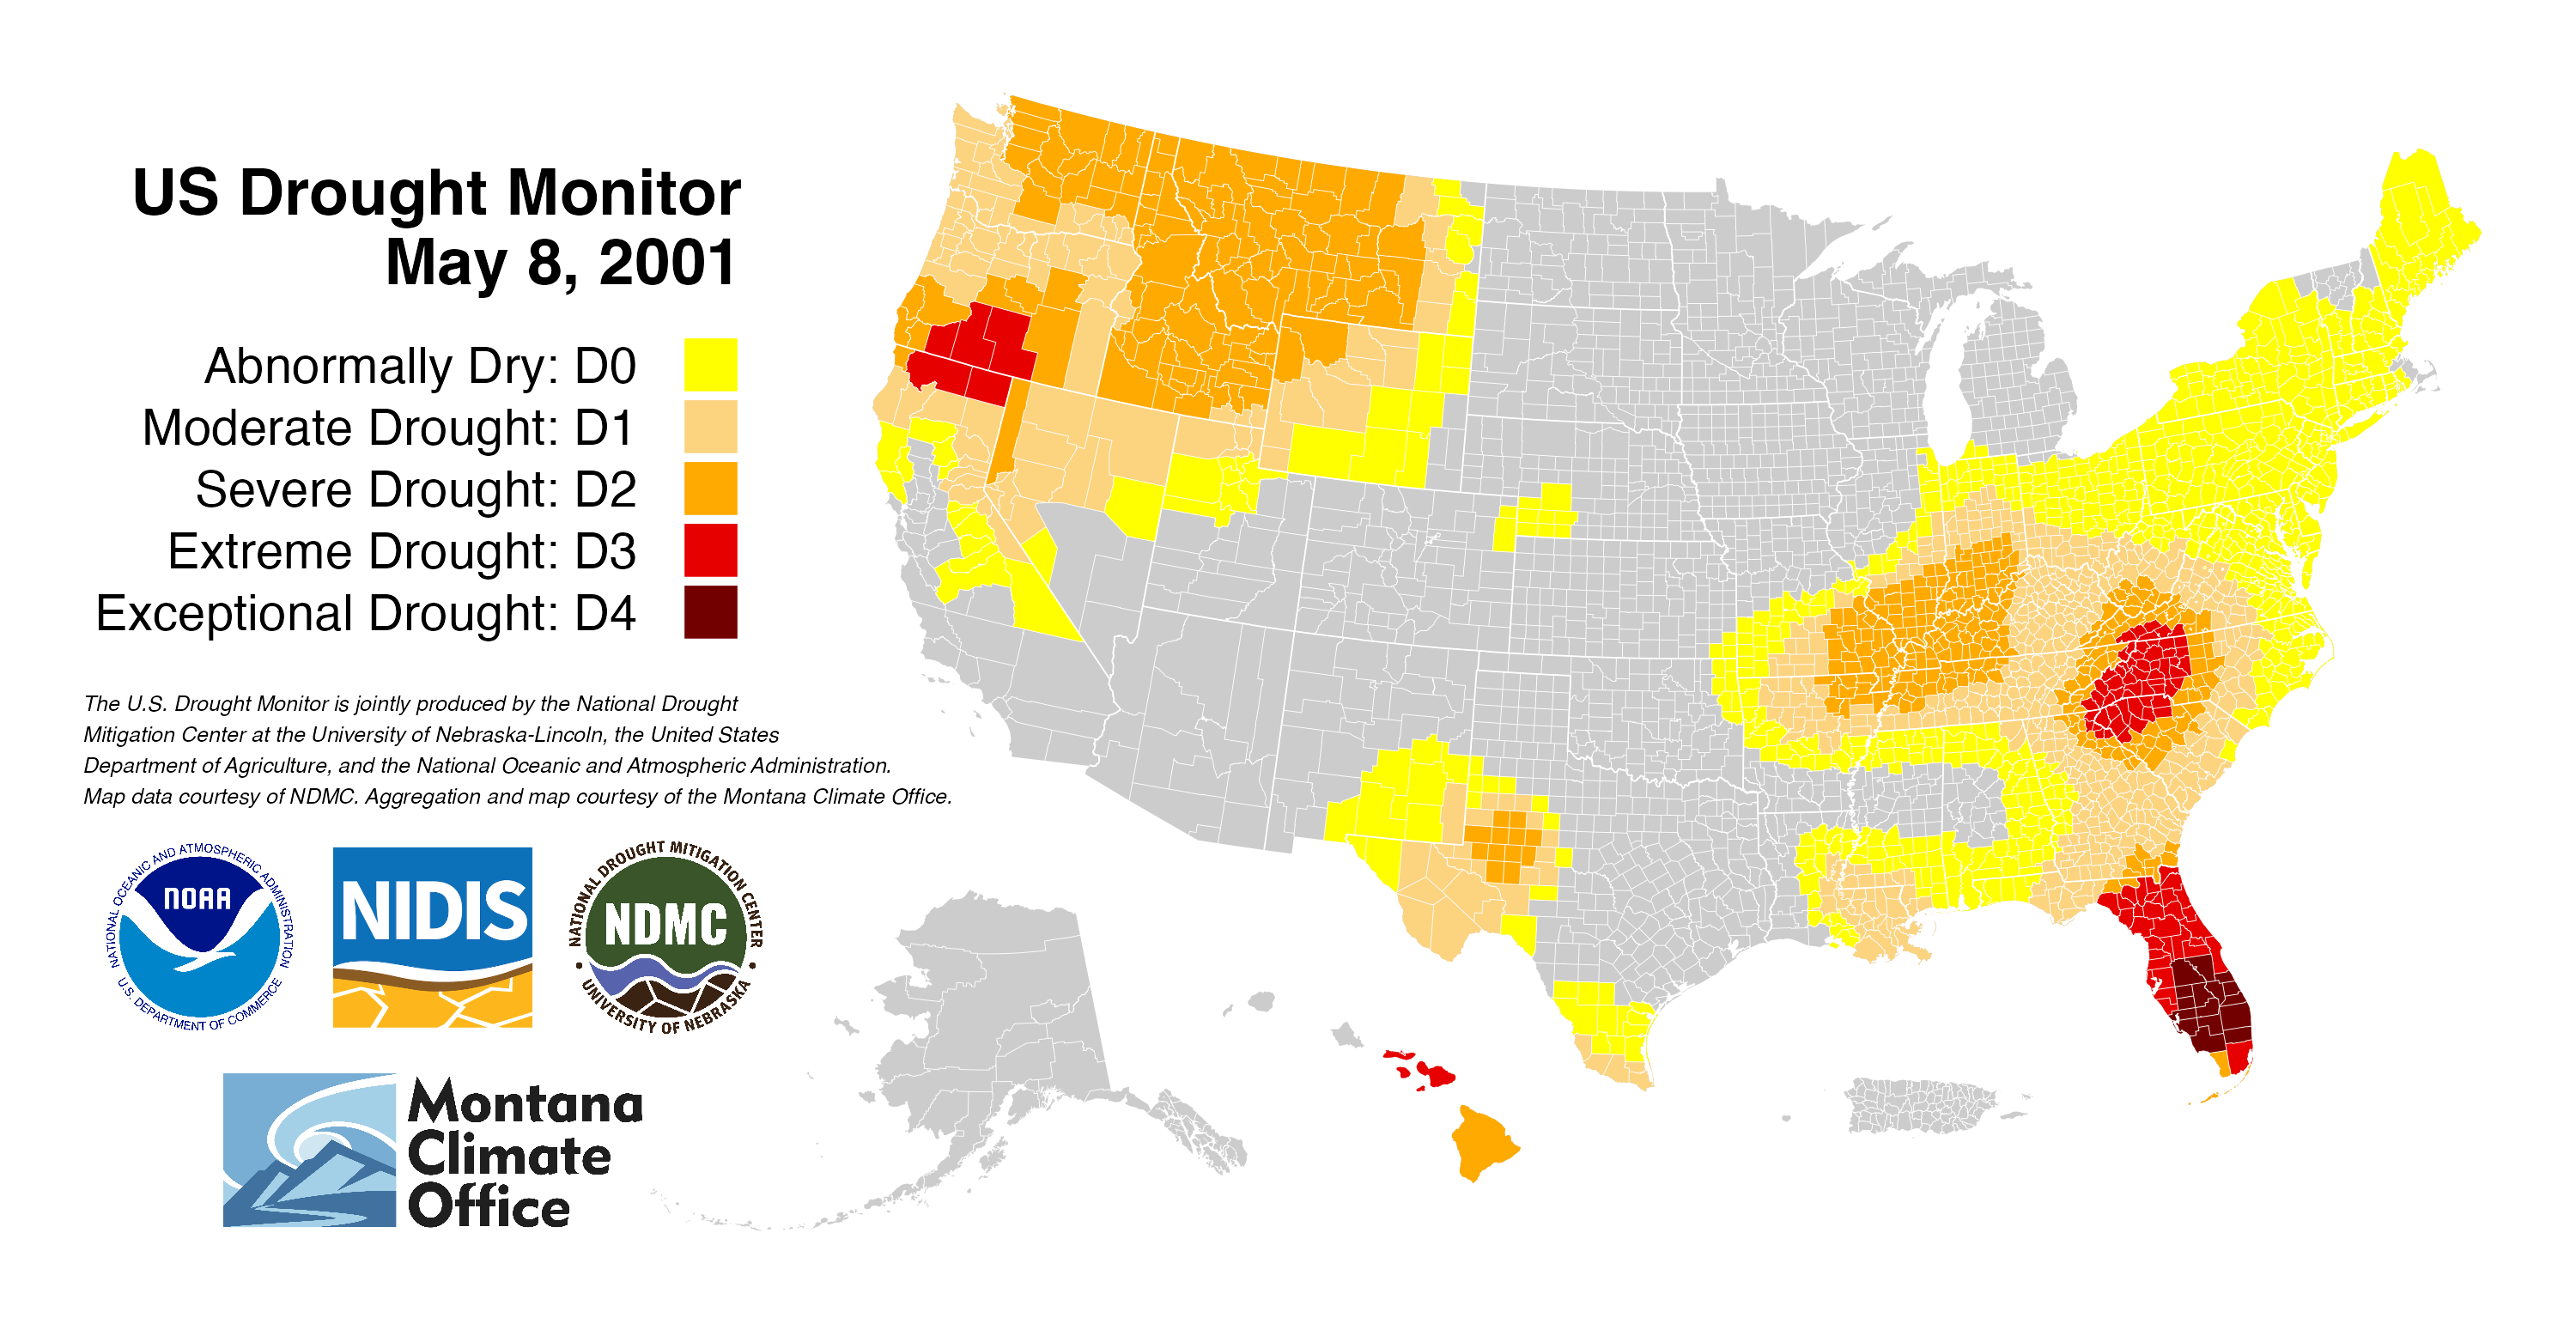 US Drought Monitor
May 8, 2001
Abnormally Dry: D0
Moderate Drought: D1
Severe Drought: D2
Extreme Drought: D3
Exceptional Drought: D4
The U.S. Drought Monitor is jointly produced by the National Drought
Mitigation Center at the University of Nebraska-Lincoln, the United States
Department of Agriculture, and the National Oceanic and Atmospheric Administration.
Map data courtesy of NDMC. Aggregation and map courtesy of the Montana Climate Office.
NATIONAL OCEANIC AND ATMOSPHERIC ADMINISTRATION
NOAA
U.S. DEPARTMENT OF COMMERCE
NIDIS
NATIONAL DROUGHT MITIGATION CENTER
NDMC
UNIVERSITY OF NEBRASKA
Montana
Climate
Office